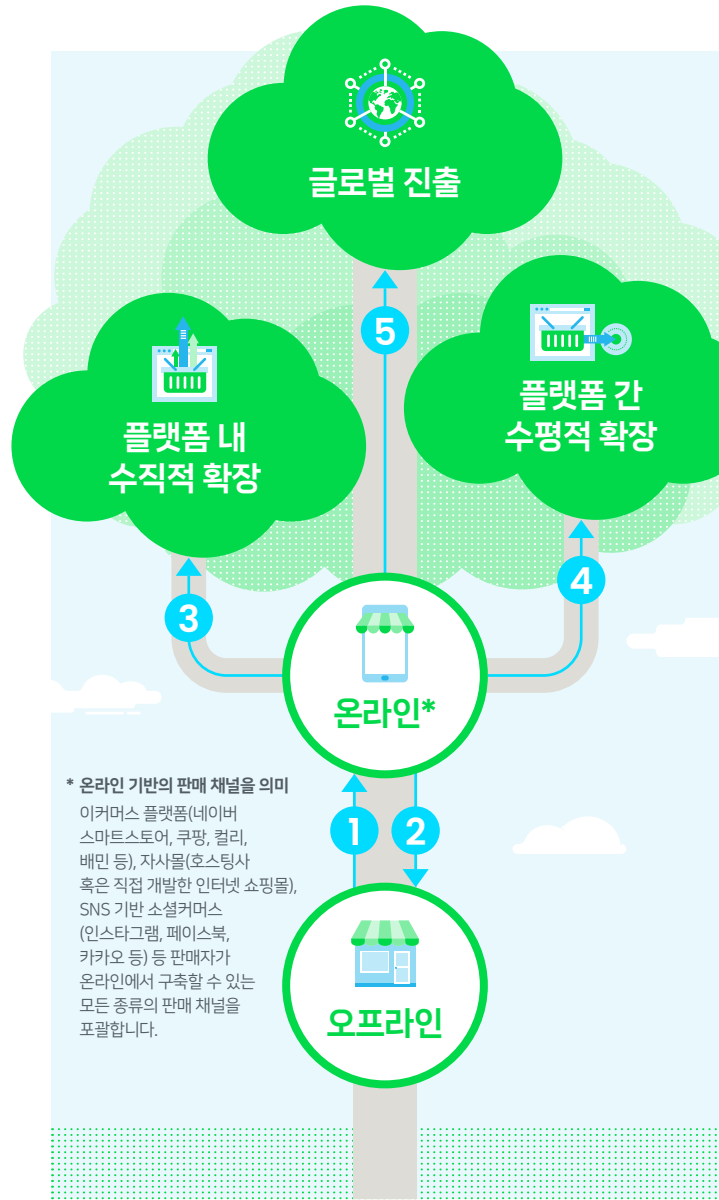 글로벌 진출
5
플랫폼 내
수직적 확장
플랫폼 간
수평적 확장
3
4
온라인*
* 온라인 기반의 판매 채널을 의미
이커머스 플랫폼(네이버
스마트스토어, 쿠팡, 컬리,
배민 등), 자사몰(호스팅사
혹은 직접 개발한 인터넷 쇼핑몰),
SNS 기반 소셜커머스
(인스타그램, 페이스북,
카카오 등) 등 판매자가
온라인에서 구축할 수 있는
모든 종류의 판매 채널을
포괄합니다.
1
2
오프라인